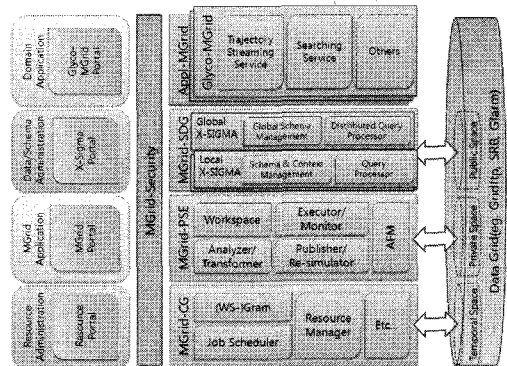 Domain
Application
Glyco-
MGrid
Portal
Data/Schema
Administration
X-Sigma
Portal
MGrid
Application
MGrid
Portal
Resource
Administration
Resource
Portal
MGrid-Security
Appl-MGrid
Glyco-MGrid
Trajectory
Streaming
Service
Searching
Service
Others
MGrid-SDG
Global
X-SIGMA
Global Schema
Management
Distributed Query
Processor
Local
X-SIGMA
Schema & Context
Management
Query
Processor
MGrid-PSE
Workspace
Executor/
Monitor
Analyzer/
Transformer
Publisher/
Re-simulator
AFM
MGrid-CG
(WS-)Gram
Job Scheduler
Resource
Manager
Etc...
Public Space
Private Space
Temporal Space
Data Grid(eg. Gridftp, SRB, Gfarm)